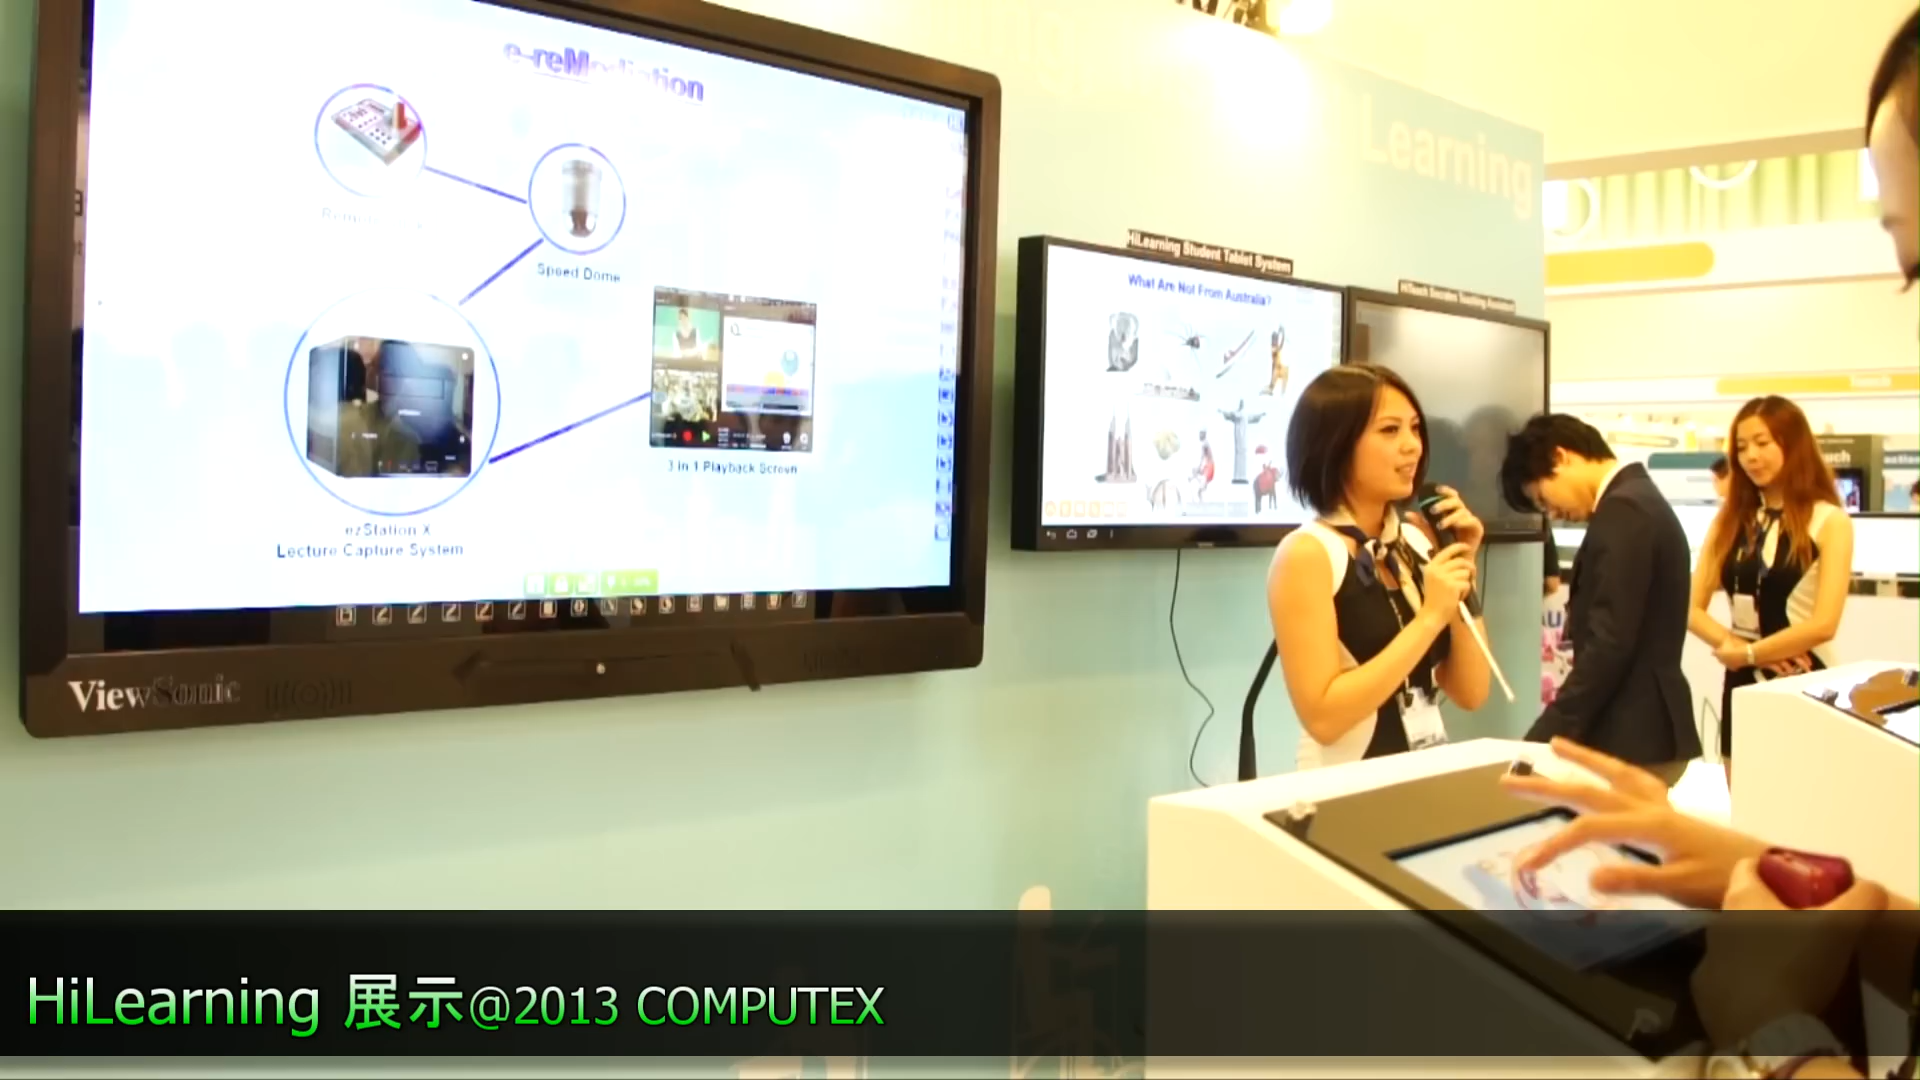 e-reMediation
Speed Dome
3 in 1 Playback Screen
ezStation X
Lecture Capture System
ViewSonic
Learning
HiLearning Student Tablet System
What Are Not From Australia?
HiLearning 展示@2013 COMPUTEX